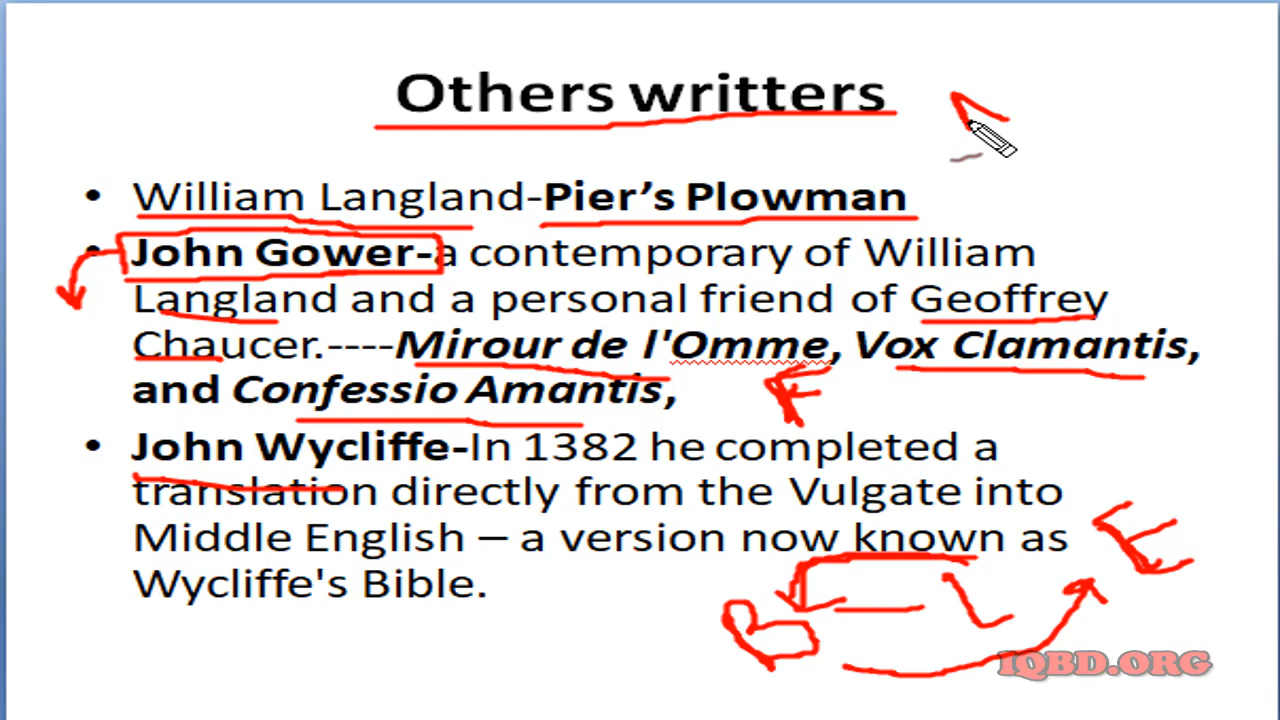 Others writters
• William Langland-Pier's Plowman
• John Gower-a contemporary of William
Langland and a personal friend of Geoffrey
Chaucer.----Mirour de l'Omme, Vox Clamantis,
and Confessio Amantis,
• John Wycliffe-In 1382 he completed a
translation directly from the Vulgate into
Middle English – a version now known as
Wycliffe's Bible.
IQBD.ORG